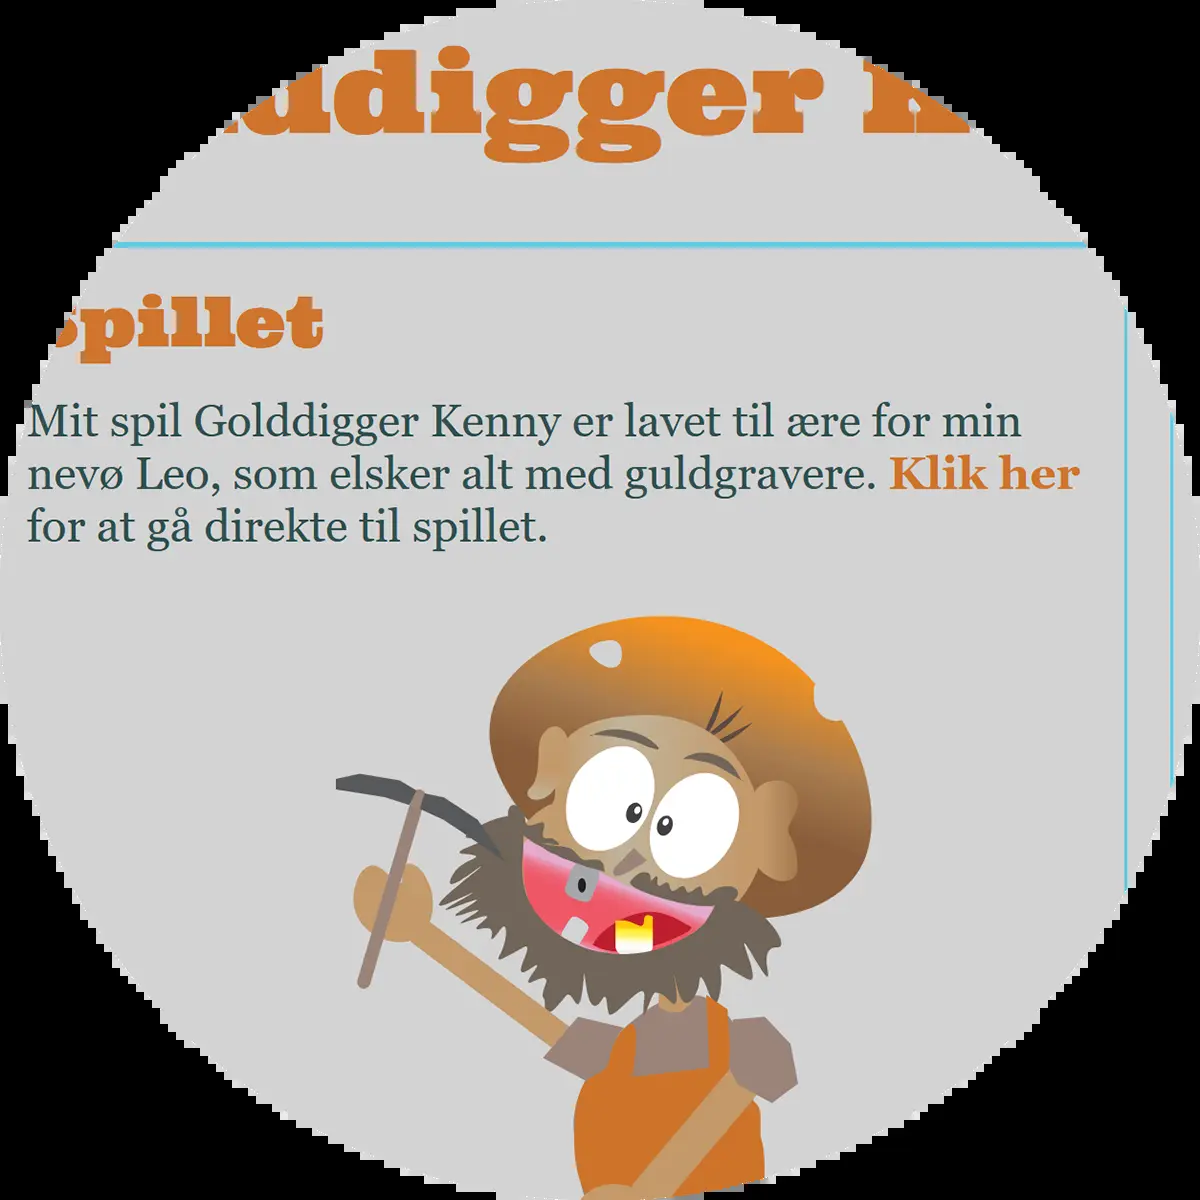 Golddigger K
Spillet
Mit spil Golddigger Kenny er lavet til ære for min
nevø Leo, som elsker alt med guldgravere. Klik her
for at gå direkte til spillet.